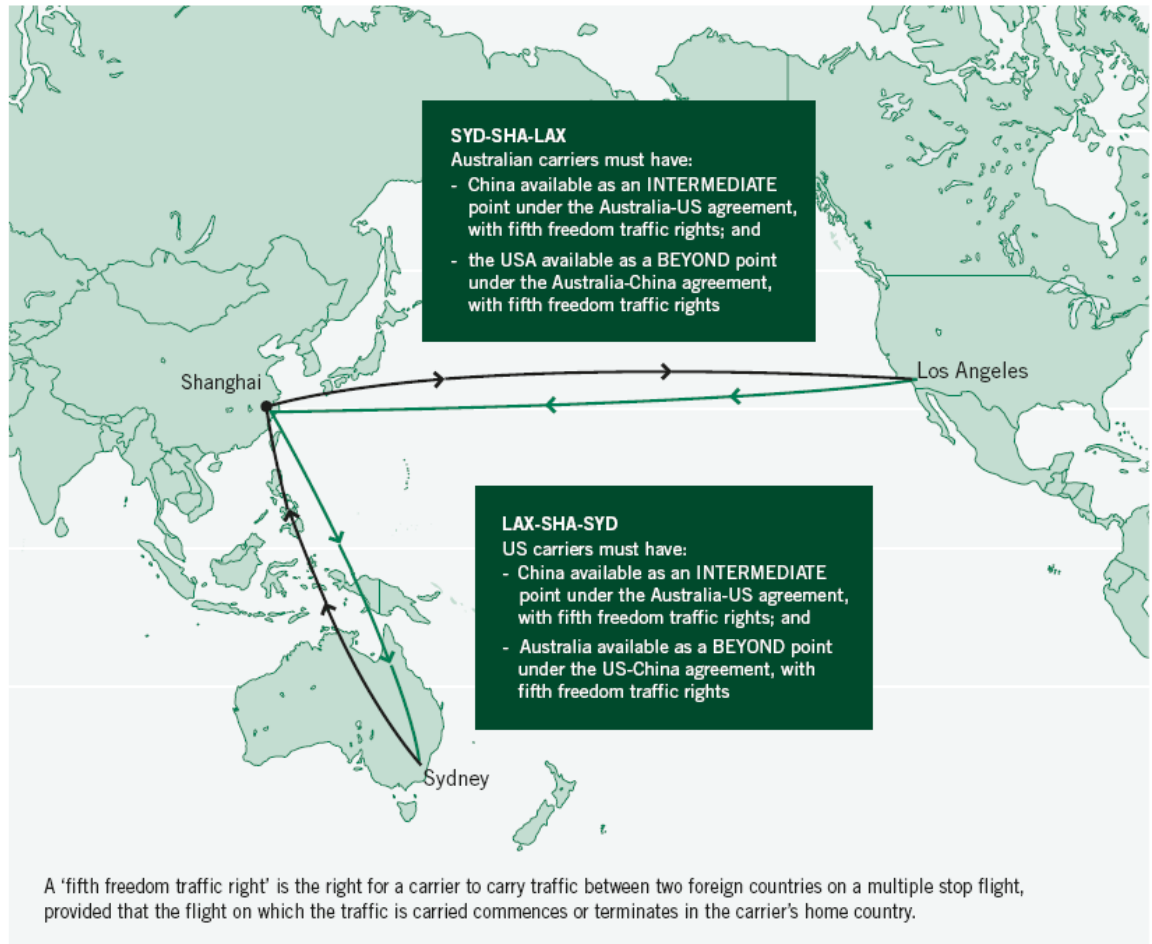 SYD-SHA-LAX
Australian carriers must have:
- China available as an INTERMEDIATE
point under the Australia-US agreement,
with fifth freedom traffic rights; and
- the USA available as a BEYOND point
under the Australia-China agreement,
with fifth freedom traffic rights
Shanghai
Los Angeles
LAX-SHA-SYD
US carriers must have:
- China available as an INTERMEDIATE
point under the Australia-US agreement,
with fifth freedom traffic rights; and
- Australia available as a BEYOND point
under the US-China agreement, with
fifth freedom traffic rights
Sydney
A ‘fifth freedom traffic right’ is the right for a carrier to carry traffic between two foreign countries on a multiple stop flight,
provided that the flight on which the traffic is carried commences or terminates in the carrier’s home country.